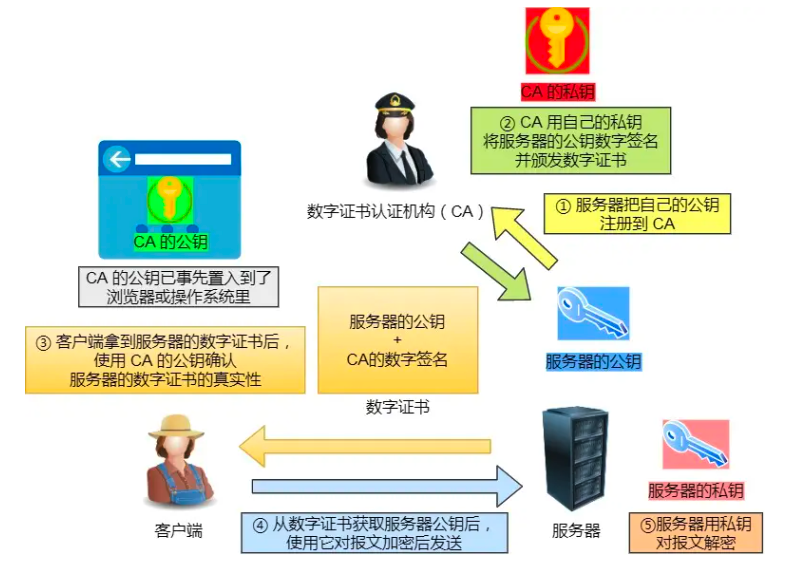 CA 的私钥
② CA 用自己的私钥
将服务器的公钥数字签名
并颁发数字证书
数字证书认证机构（CA）
① 服务器把自己的公钥
注册到 CA
CA 的公钥
CA 的公钥已事先置入到了
浏览器或操作系统里
服务器的公钥
+
CA的数字签名
数字证书
服务器的公钥
③ 客户端拿到服务器的数字证书后，
使用 CA 的公钥确认
服务器的数字证书的真实性
服务器的私钥
客户端
④ 从数字证书获取服务器公钥后，
使用它对报文加密后发送
服务器
⑤服务器用私钥
对报文解密